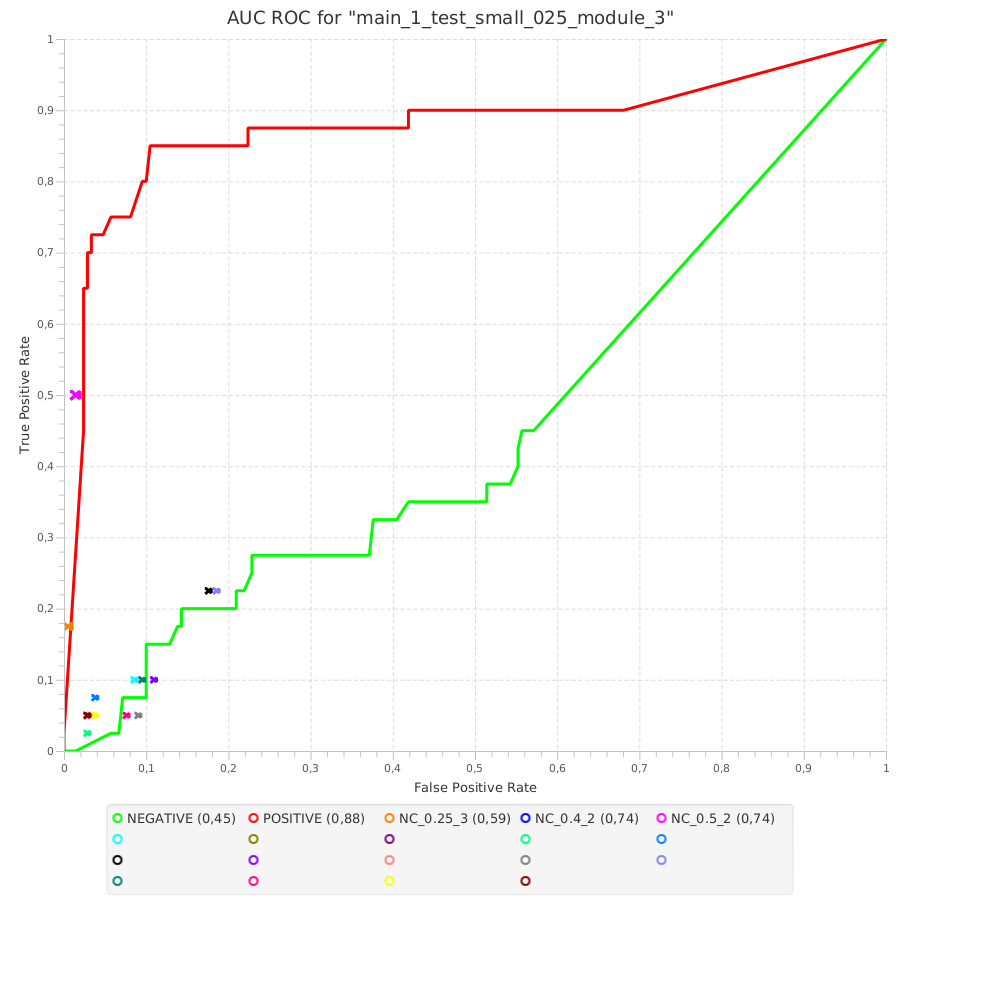 AUC ROC for "main_1_test_small_025_module_3"
True Positive Rate
1
0,9
0,8
0,7
0,6
0,5
0,4
0,3
0,2
0,1
0
0 0,1 0,2 0,3 0,4 0,5 0,6 0,7 0,8 0,9 1
False Positive Rate
NEGATIVE (0,45) POSITIVE (0,88) NC_0.25_3 (0,59) NC_0.4_2 (0,74) NC_0.5_2 (0,74)